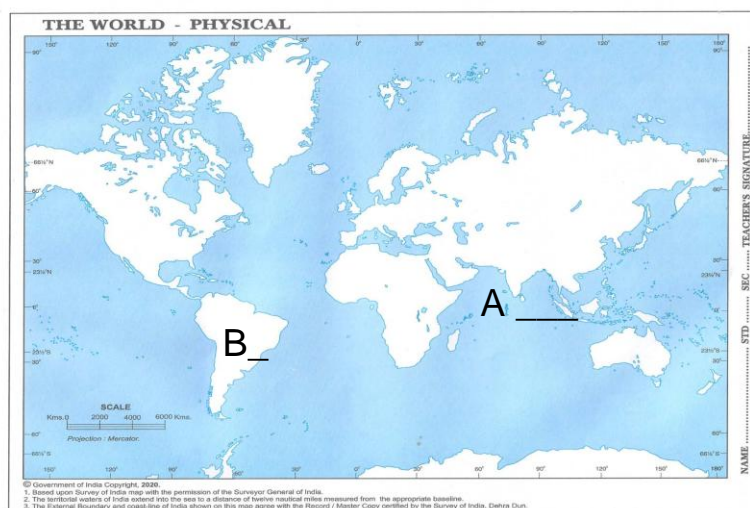 THE WORLD - PHYSICAL
150° 120° 90° 60° 30° 0° 30° 60° 90° 120° 150° 180°
90° 90°
66½°N 66½°N
60° 60°
30° 30°
23½°N 23½°N
0° 0°
A ___
B_
23½°S 23½°S
30° 30°
SCALE
Kms.0 2000 4000 6000 Kms.
Projection : Mercator.
60° 60°
66½°S 66½°S
150° 120° 90° 60° 30° 0° 30° 60° 90° 120° 150° 180°
NAME STD SEC TEACHER'S SIGNATURE
© Government of India Copyright, 2020.
1. Based upon Survey of India map with the permission of the Surveyor General of India.
2. The territorial waters of India extend into the sea to a distance of twelve nautical miles measured from the appropriate baseline.
3. The External Boundary and coast-line of India shown on this map agree with the Record / Master Copy certified by the Survey of India, Dehra Dun.